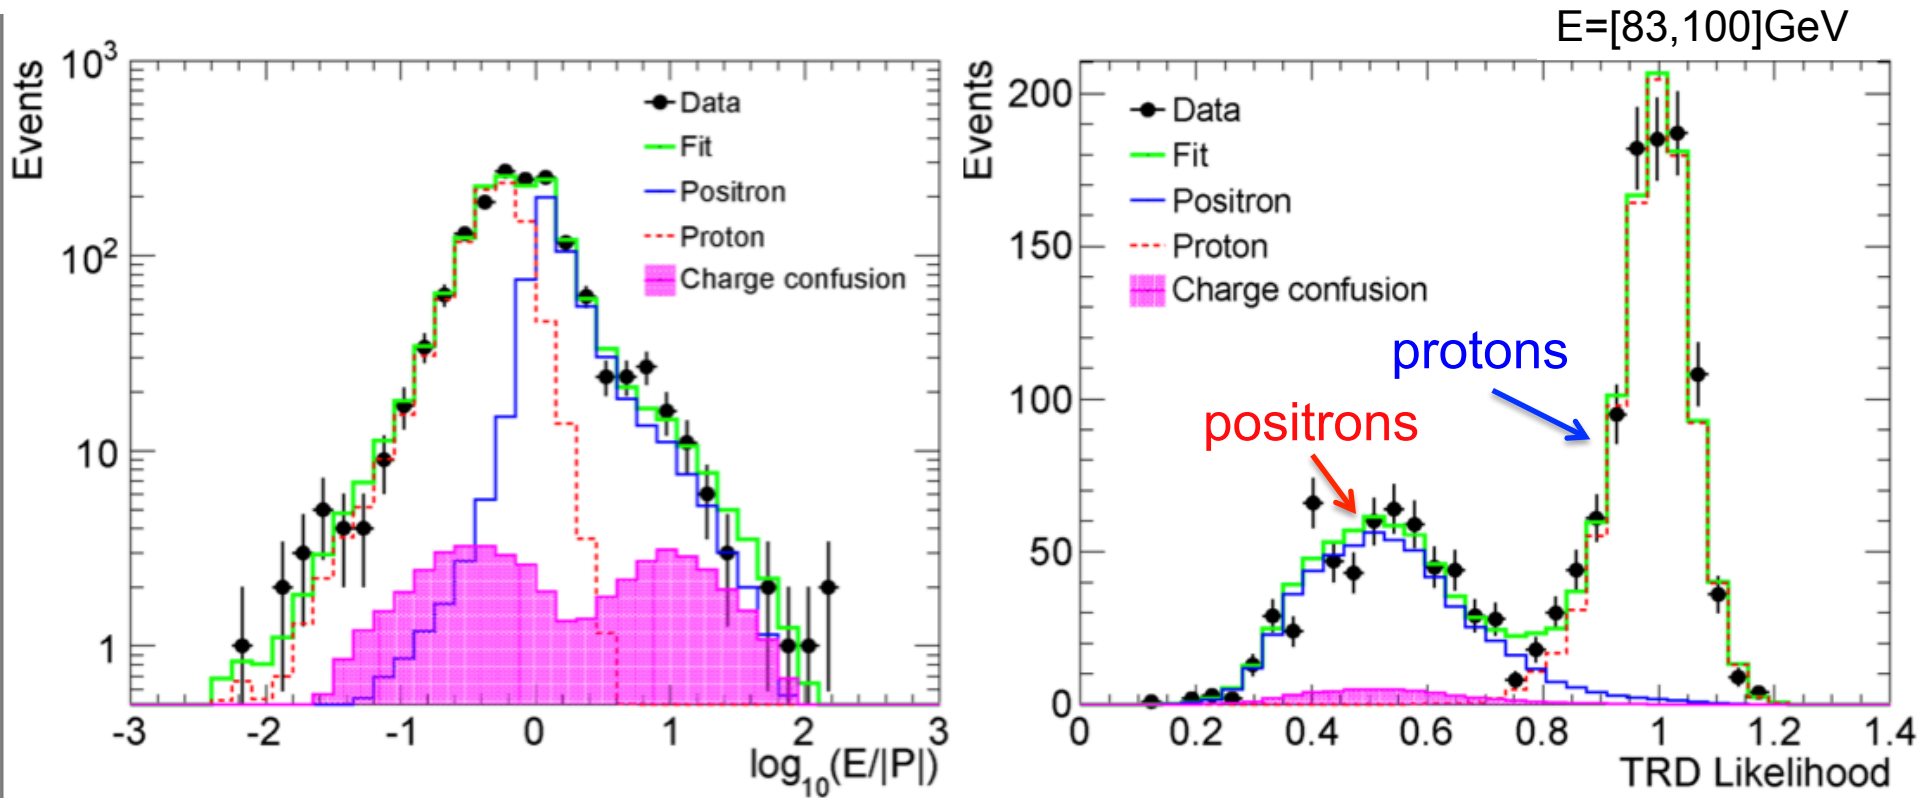 E=[83,100]GeV
Events
10³
10²
10
1
-3 -2 -1 0 1 2 3
log₁₀(E/|P|)
Data
Fit
Positron
Proton
Charge confusion
Events
200
150
100
50
0
0 0.2 0.4 0.6 0.8 1 1.2 1.4
TRD Likelihood
Data
Fit
Positron
Proton
Charge confusion
protons
positrons